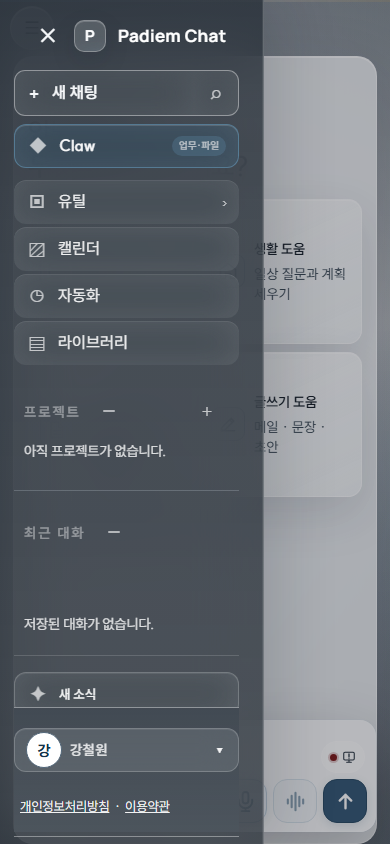 P Padiem Chat
+ 새 채팅
Claw 업무·파일
유틸
캘린더
자동화
라이브러리
프로젝트
아직 프로젝트가 없습니다.
최근 대화
저장된 대화가 없습니다.
새 소식
강 강철원
개인정보처리방침 · 이용약관
생활 도움
일상 질문과 계획
세우기
글쓰기 도움
메일 · 문장 ·
초안